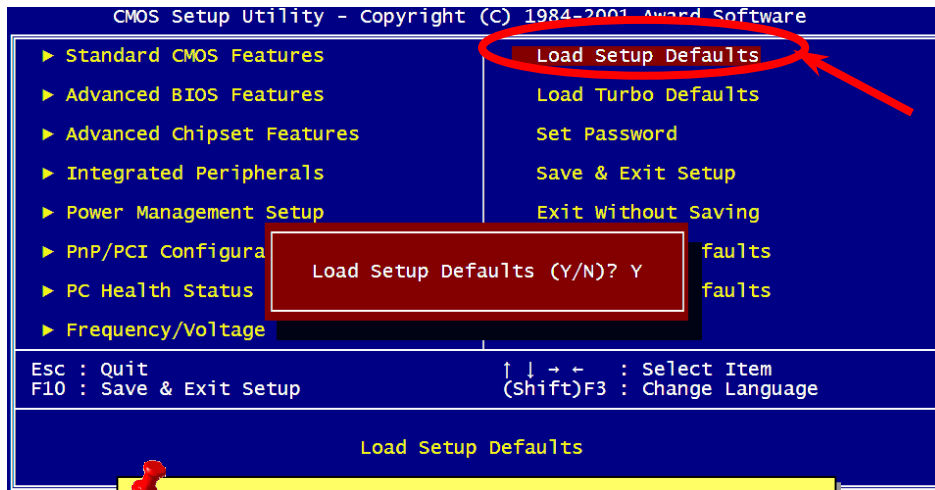 CMOS Setup Utility - Copyright (C) 1984-2001 Award Software
► Standard CMOS Features
► Advanced BIOS Features
► Advanced Chipset Features
► Integrated Peripherals
► Power Management Setup
► PnP/PCI Configura
► PC Health Status
► Frequency/Voltage
Load Setup Defaults
Load Turbo Defaults
Set Password
Save & Exit Setup
Exit Without Saving
faults
faults
Load Setup Defaults (Y/N)? Y
Esc : Quit
F10 : Save & Exit Setup
↑ ↓ → ← : Select Item
(Shift)F3 : Change Language
Load Setup Defaults